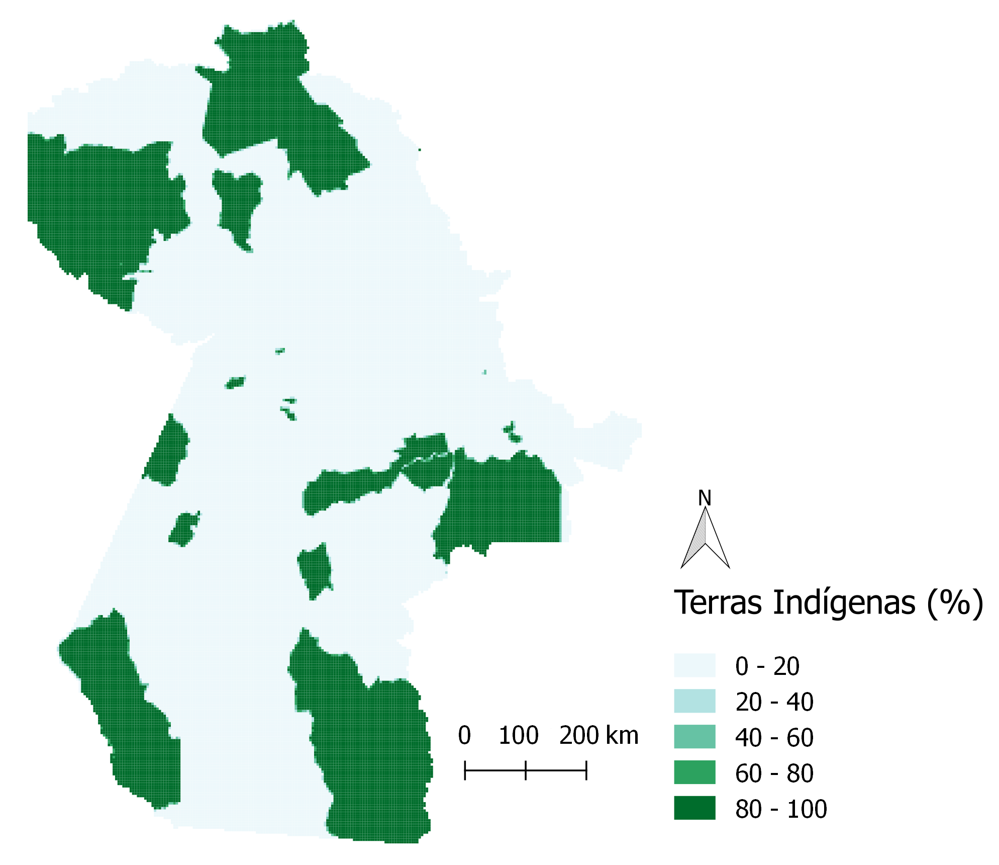 N
Terras Indígenas (%)
0 - 20
20 - 40
40 - 60
60 - 80
80 - 100
0 100 200 km